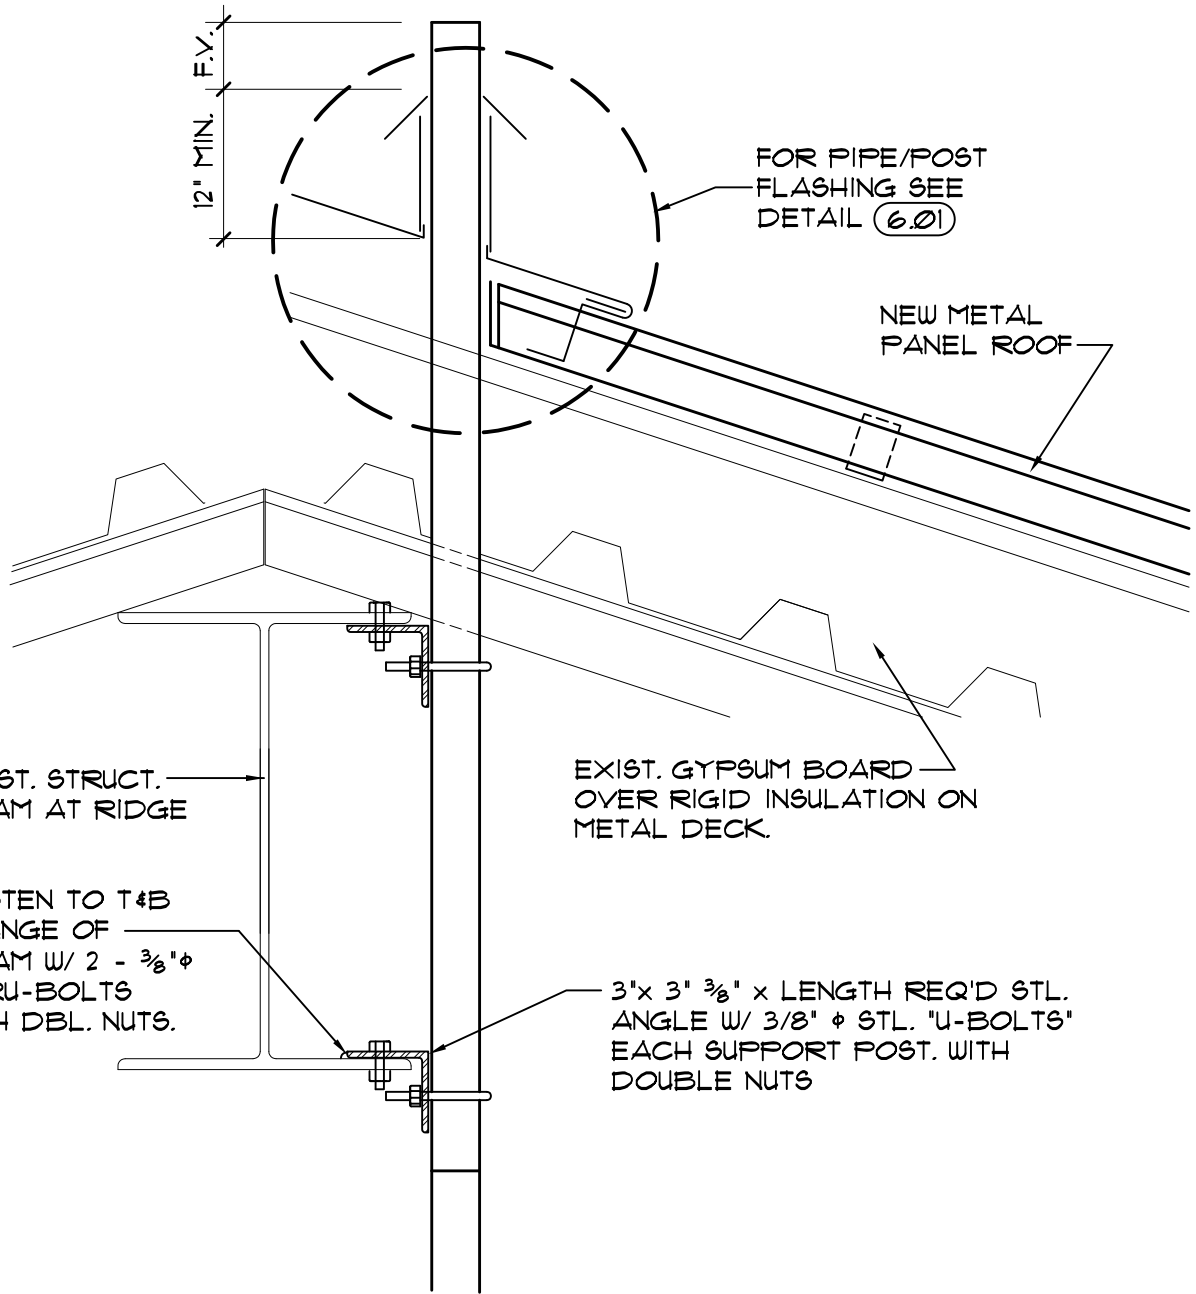 F.V.
12" MIN.
FOR PIPE/POST
FLASHING SEE
DETAIL 6.01
NEW METAL
PANEL ROOF
ST. STRUCT.
AM AT RIDGE
EXIST. GYPSUM BOARD
OVER RIGID INSULATION ON
METAL DECK.
TEN TO T&B
NGE OF
AM W/ 2 - 3/8"ø
RU-BOLTS
H DBL. NUTS.
3"x 3" 3/8" x LENGTH REQ'D STL.
ANGLE W/ 3/8" ø STL. "U-BOLTS"
EACH SUPPORT POST. WITH
DOUBLE NUTS